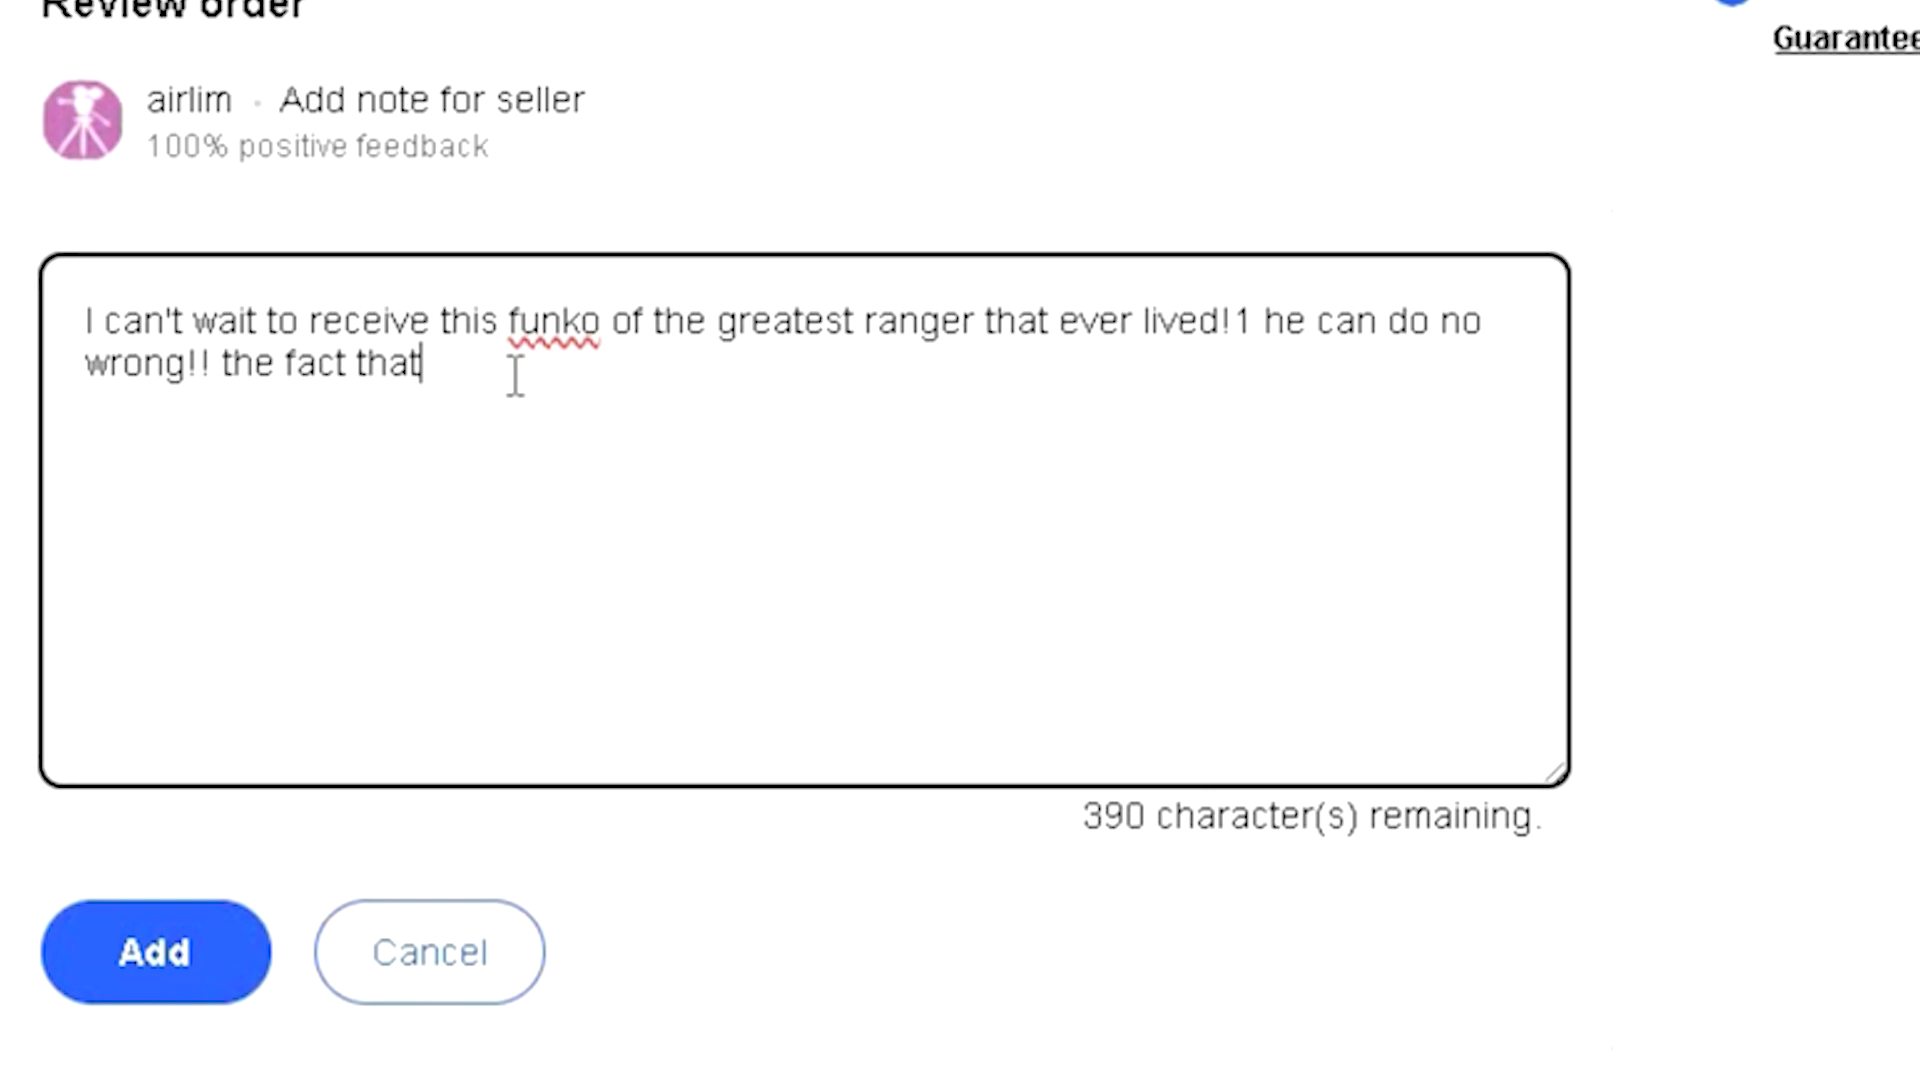 Review order
Guarantee
airlim · Add note for seller
100% positive feedback
I can't wait to receive this funko of the greatest ranger that ever lived!1 he can do no
wrong!! the fact that
390 character(s) remaining.
Add
Cancel